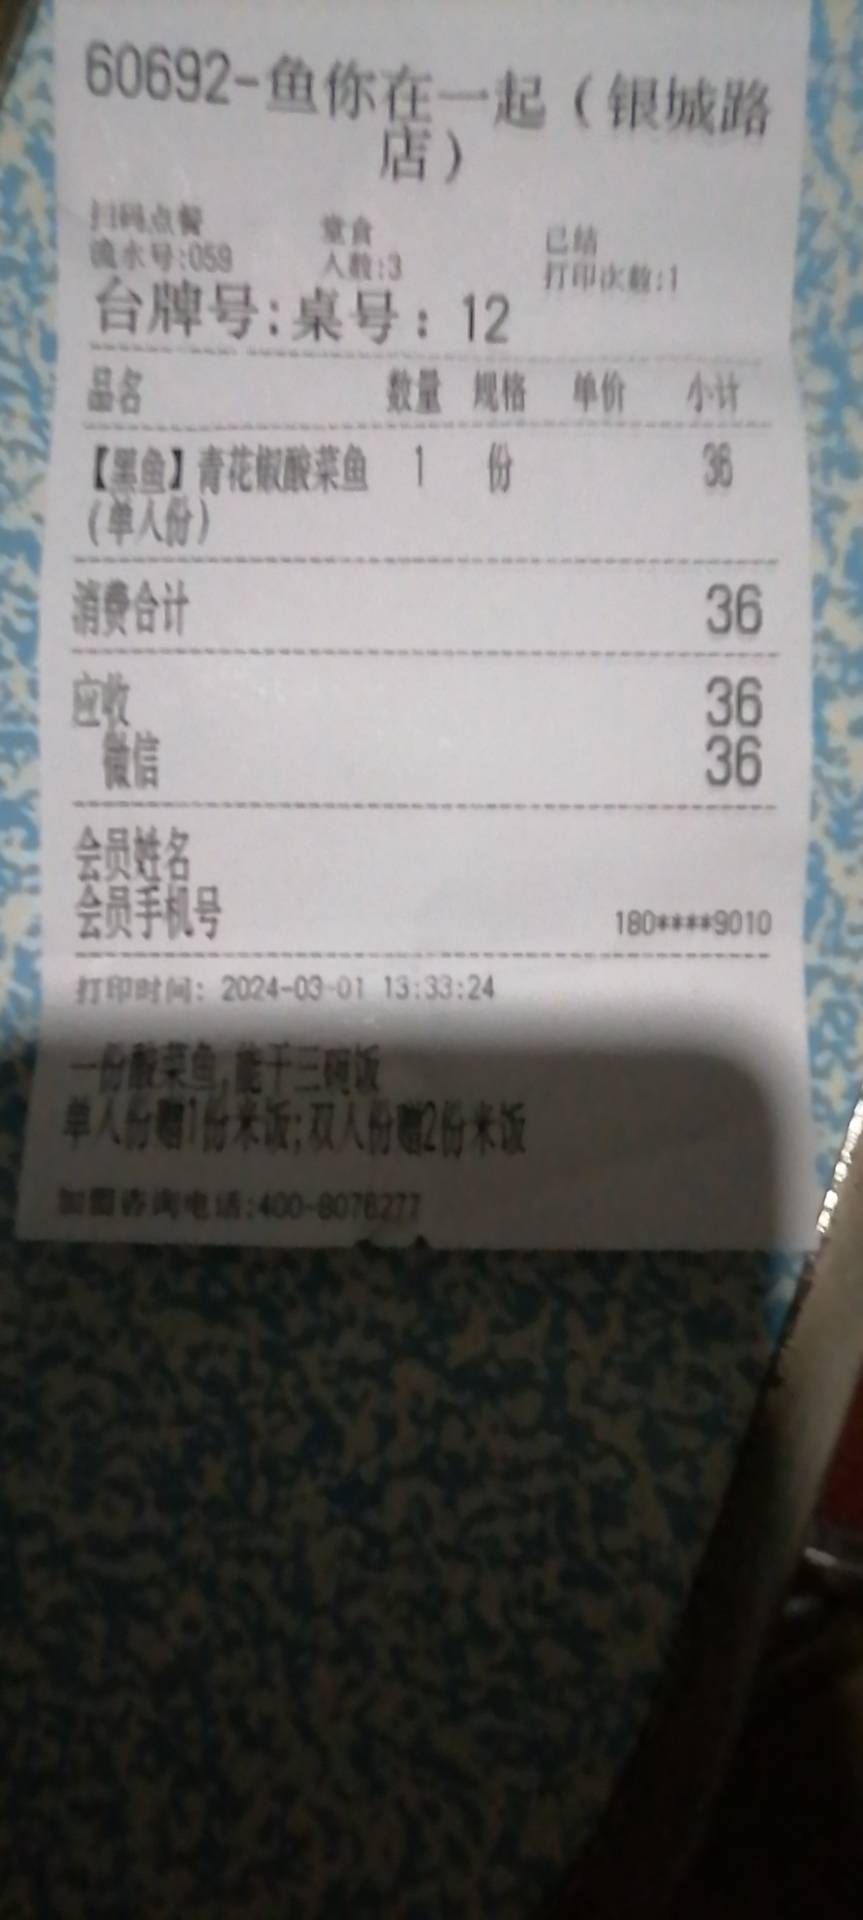 60692-鱼你在一起（银城路
店）
扫码点餐 堂食 已结
流水号:059 人数:3 打印次数:1
台牌号:桌号：12
品名 数量 规格 单价 小计
【黑鱼】青花椒酸菜鱼 1 份 36
（单人份）
消费合计 36
应收 36
微信 36
会员姓名
会员手机号 180****9010
打印时间: 2024-03-01 13:33:24
一份酸菜鱼,能干三碗饭
单人份赠1份米饭;双人份赠2份米饭
加盟咨询电话:400-8078277